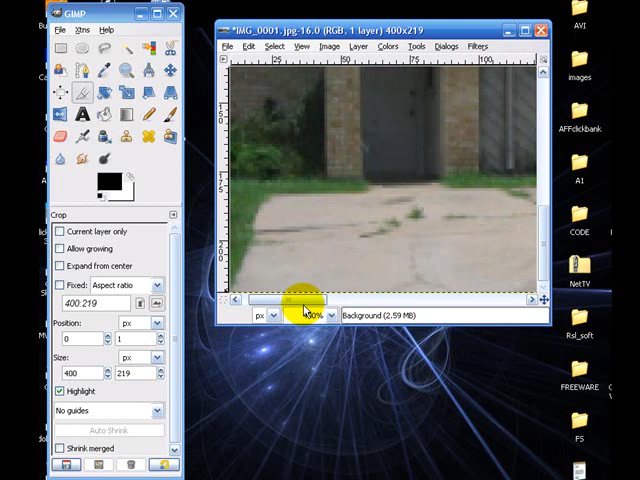 GIMP
File Xtns Help
Crop
Current layer only
Allow growing
Expand from center
Fixed: Aspect ratio
400:219
Position: px
0 1
Size: px
400 219
Highlight
No guides
Auto Shrink
Shrink merged
*IMG_0001.jpg-16.0 (RGB, 1 layer) 400x219
File Edit Select View Image Layer Colors Tools Dialogs Filters
25 50 75 100
150
175
200
px Background (2.59 MB)
AVI
images
AFFclickbank
A1
CODE
NetTV
Rsl_soft
FREEWARE
FS